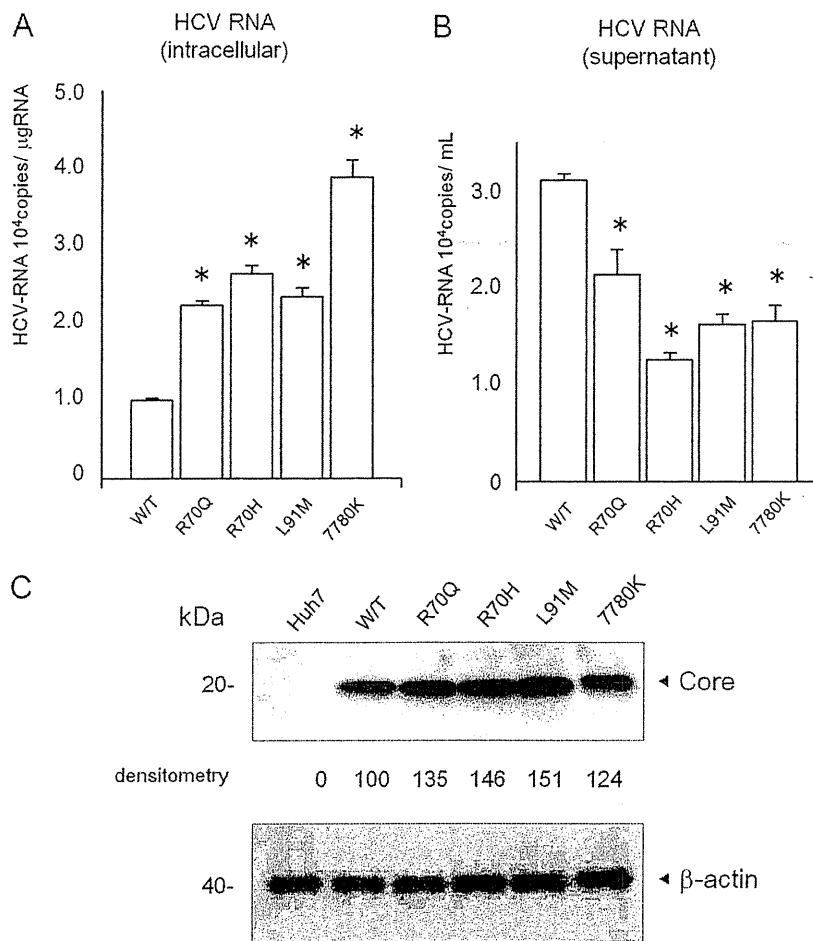 A
HCV RNA
(intracellular)
HCV-RNA 10⁴copies/ μgRNA
5.0
4.0
3.0
2.0
1.0
0
*
*
*
*
W/T
R70Q
R70H
L91M
7780K
B
HCV RNA
(supernatant)
HCV-RNA 10⁴copies/ mL
3.0
2.0
1.0
0
*
*
*
*
W/T
R70Q
R70H
L91M
7780K
C
kDa
Huh7
W/T
R70Q
R70H
L91M
7780K
20-
Core
densitometry 0 100 135 146 151 124
40-
β-actin